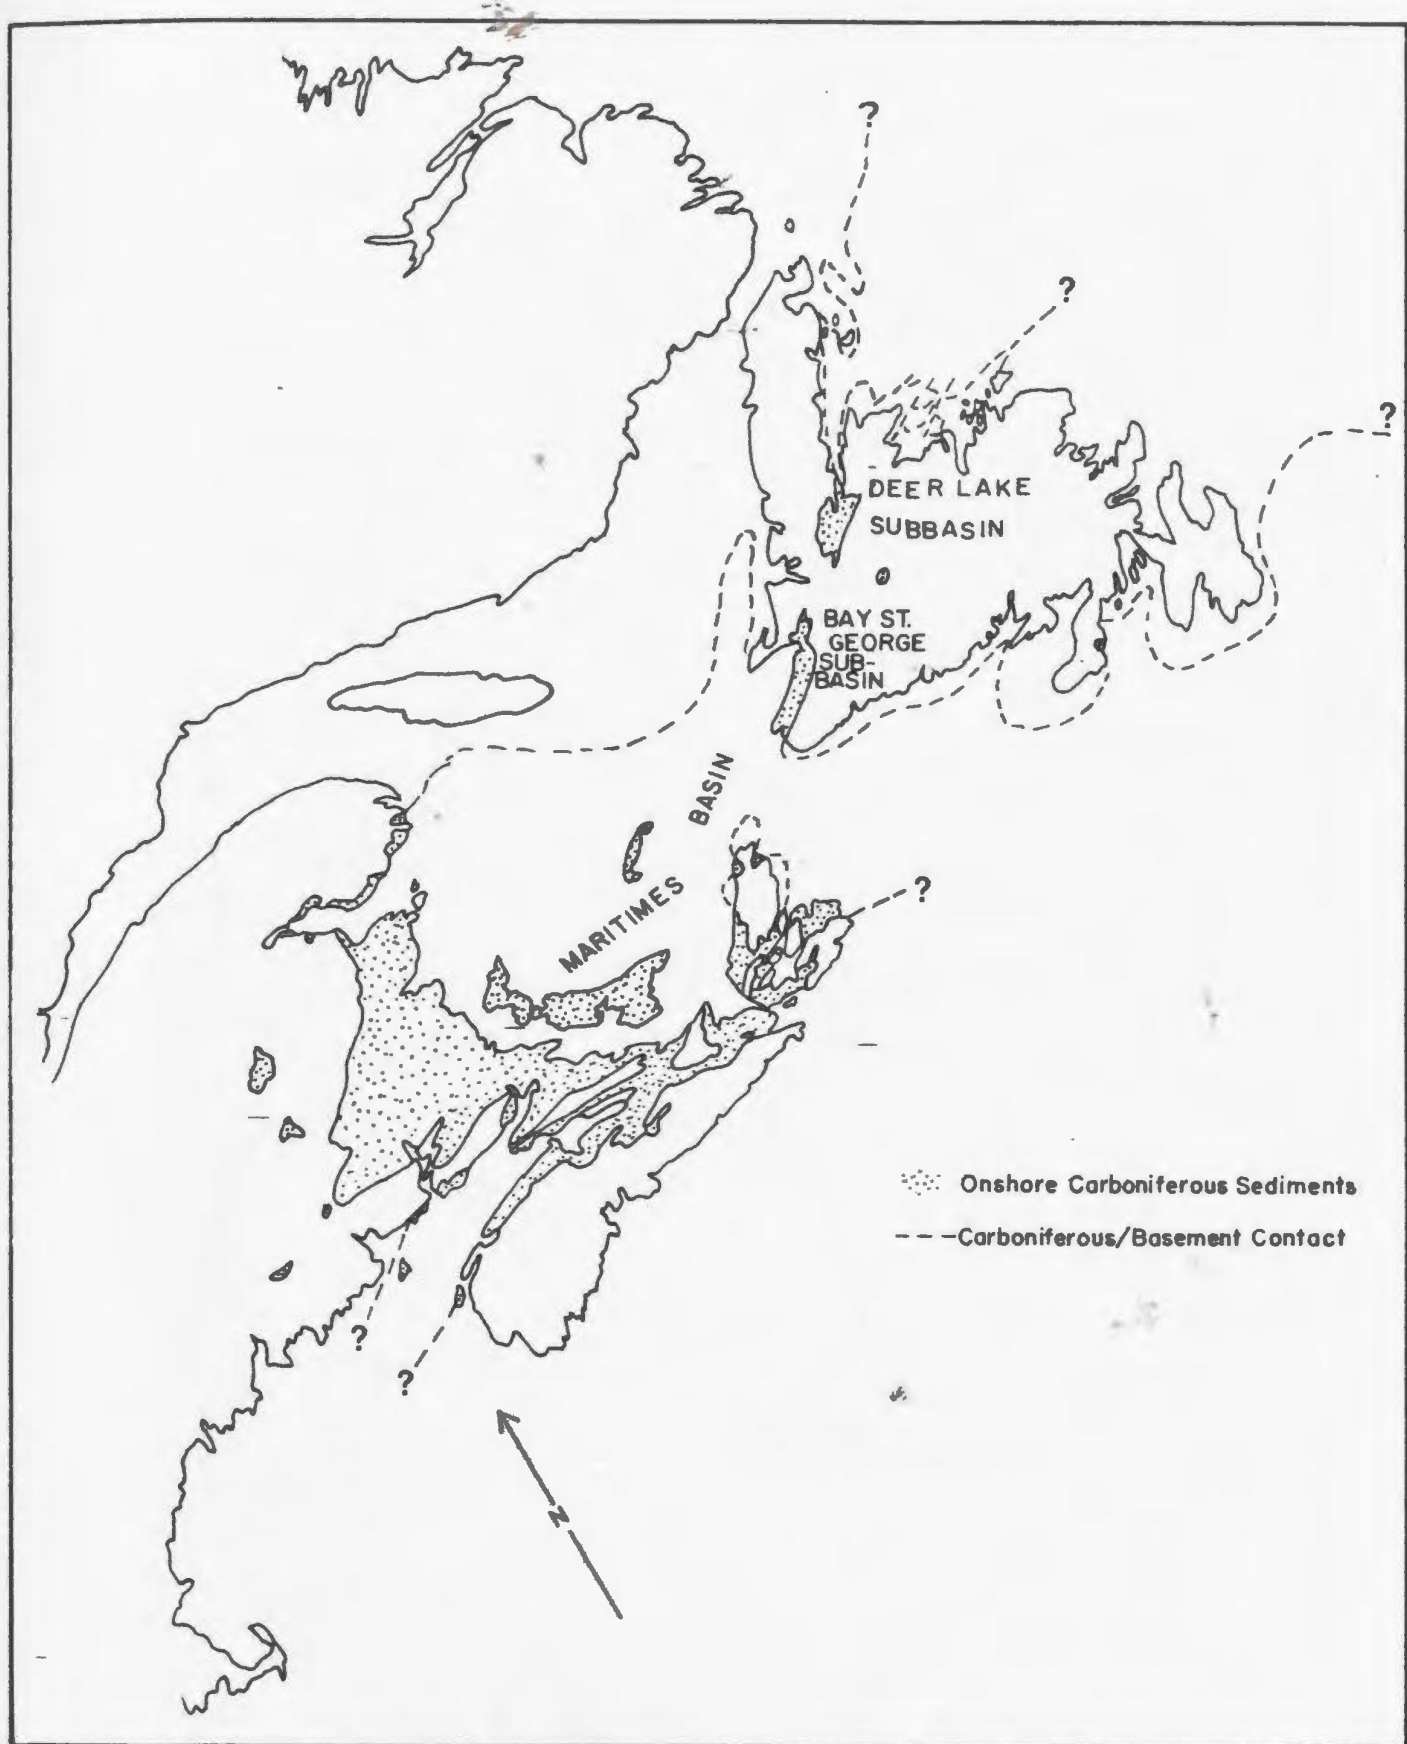 ?
?
?
DEER LAKE
SUBBASIN
BAY ST.
GEORGE
SUB-
BASIN
MARITIMES BASIN
?
Onshore Carboniferous Sediments
Carboniferous/Basement Contact
?
?
N